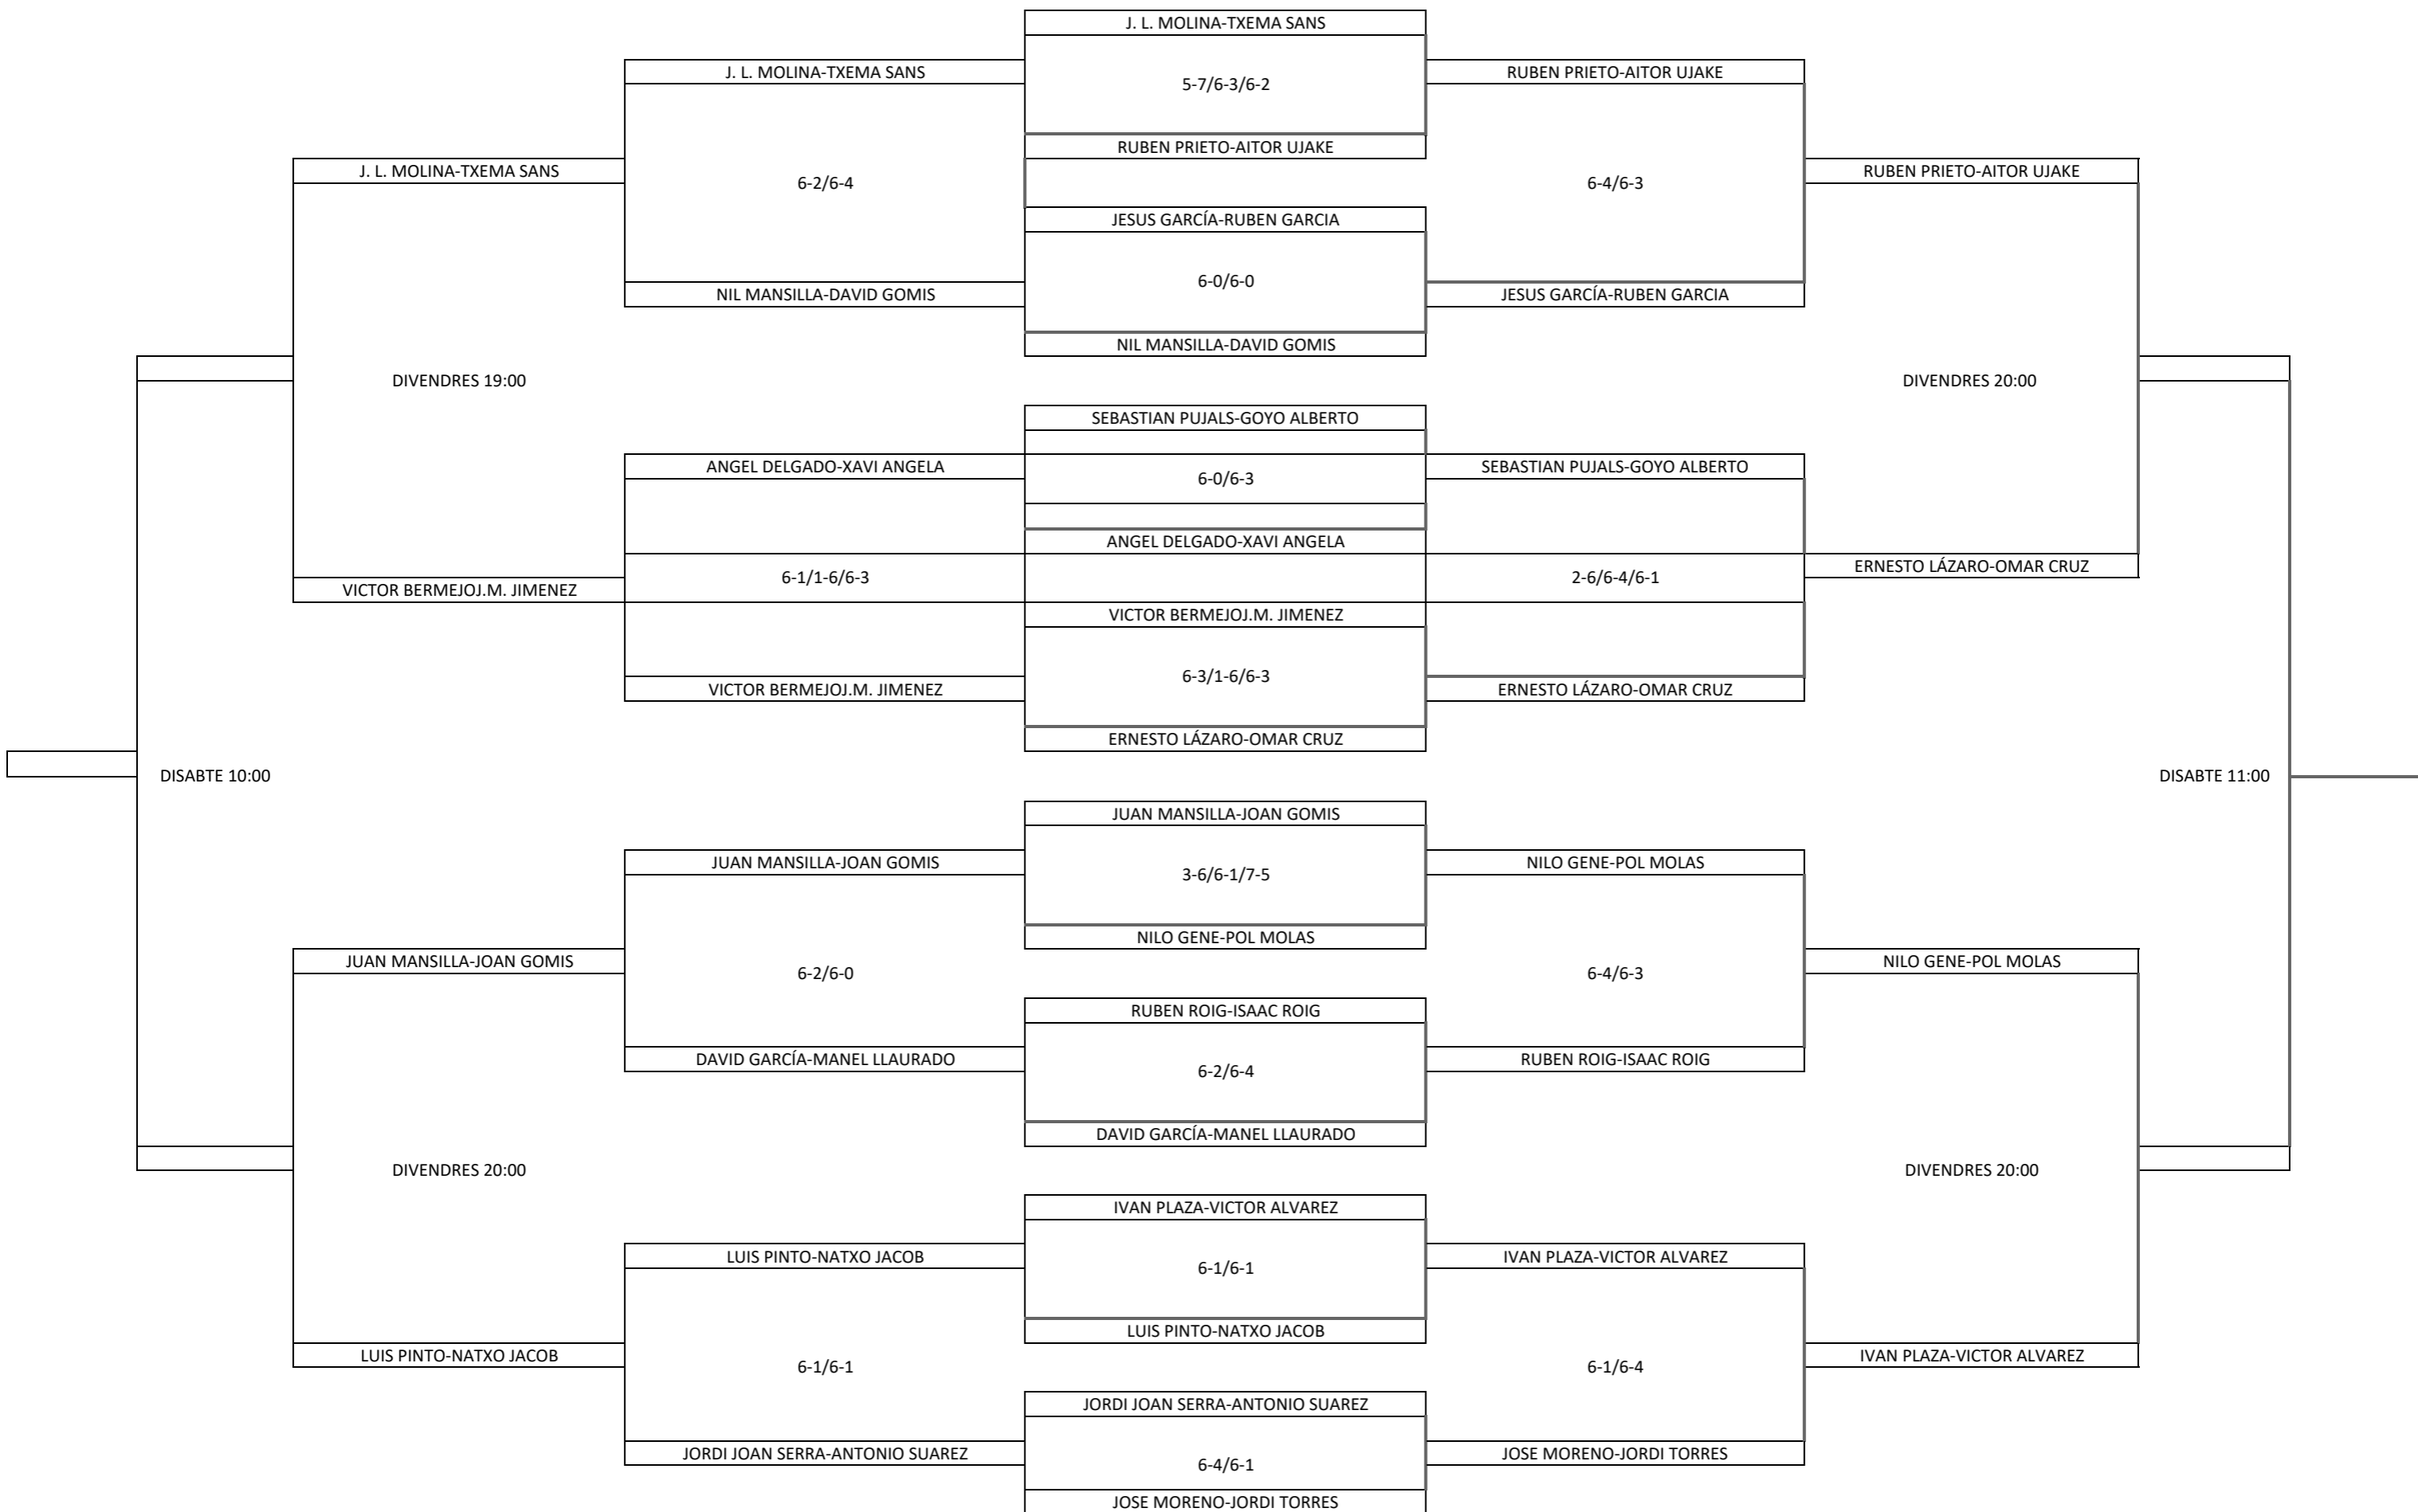 J. L. MOLINA-TXEMA SANS
J. L. MOLINA-TXEMA SANS
5-7/6-3/6-2
RUBEN PRIETO-AITOR UJAKE
RUBEN PRIETO-AITOR UJAKE
J. L. MOLINA-TXEMA SANS
6-2/6-4
6-4/6-3
RUBEN PRIETO-AITOR UJAKE
JESUS GARCÍA-RUBEN GARCIA
NIL MANSILLA-DAVID GOMIS
6-0/6-0
JESUS GARCÍA-RUBEN GARCIA
NIL MANSILLA-DAVID GOMIS
DIVENDRES 19:00
DIVENDRES 20:00
SEBASTIAN PUJALS-GOYO ALBERTO
ANGEL DELGADO-XAVI ANGELA
6-0/6-3
SEBASTIAN PUJALS-GOYO ALBERTO
ANGEL DELGADO-XAVI ANGELA
VICTOR BERMEJOJ.M. JIMENEZ
6-1/1-6/6-3
2-6/6-4/6-1
ERNESTO LÁZARO-OMAR CRUZ
VICTOR BERMEJOJ.M. JIMENEZ
VICTOR BERMEJOJ.M. JIMENEZ
6-3/1-6/6-3
ERNESTO LÁZARO-OMAR CRUZ
ERNESTO LÁZARO-OMAR CRUZ
DISABTE 10:00
DISABTE 11:00
JUAN MANSILLA-JOAN GOMIS
JUAN MANSILLA-JOAN GOMIS
3-6/6-1/7-5
NILO GENE-POL MOLAS
NILO GENE-POL MOLAS
JUAN MANSILLA-JOAN GOMIS
6-2/6-0
6-4/6-3
NILO GENE-POL MOLAS
RUBEN ROIG-ISAAC ROIG
DAVID GARCÍA-MANEL LLAURADO
6-2/6-4
RUBEN ROIG-ISAAC ROIG
DAVID GARCÍA-MANEL LLAURADO
DIVENDRES 20:00
DIVENDRES 20:00
IVAN PLAZA-VICTOR ALVAREZ
LUIS PINTO-NATXO JACOB
6-1/6-1
IVAN PLAZA-VICTOR ALVAREZ
LUIS PINTO-NATXO JACOB
LUIS PINTO-NATXO JACOB
6-1/6-1
6-1/6-4
IVAN PLAZA-VICTOR ALVAREZ
JORDI JOAN SERRA-ANTONIO SUAREZ
JORDI JOAN SERRA-ANTONIO SUAREZ
6-4/6-1
JOSE MORENO-JORDI TORRES
JOSE MORENO-JORDI TORRES